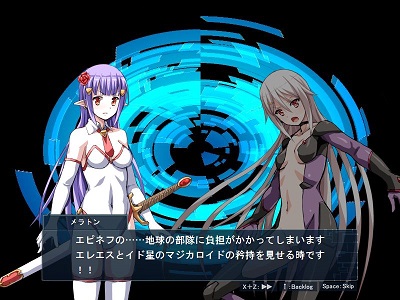 メラトン
エピネフの……地球の部隊に負担がかかってしまいます
エレエスとイド星のマジカロイドの矜持を見せる時です
！！
X+Z: ▶▶ ↑:Backlog Space:Skip